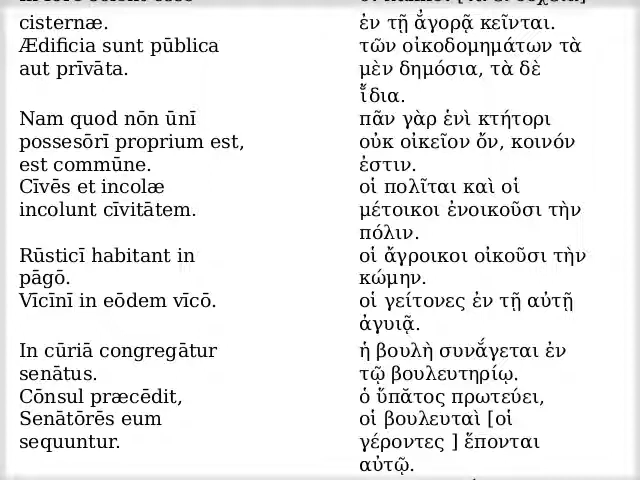 cisternæ.
Ædificia sunt pūblica
aut prīvāta.
Nam quod nōn ūnī
possesōrī proprium est,
est commūne.
Cīvēs et incolæ
incolunt cīvitātem.
Rūsticī habitant in
pāgō.
Vīcīnī in eōdem vīcō.
In cūriā congregātur
senātus.
Cōnsul præcēdit,
Senātōrēs eum
sequuntur.
ἐν τῇ ἀγορᾷ κεῖνται.
τῶν οἰκοδομημάτων τὰ
μὲν δημόσια, τὰ δὲ
ῐ̓́δια.
πᾶν γὰρ ἑνὶ κτήτορι
οὐκ οἰκεῖον ὄν, κοινόν
ἐστιν.
οἱ πολῖται καὶ οἱ
μέτοικοι ἐνοικοῦσι τὴν
πόλιν.
οἱ ἄγροικοι οἰκοῦσι τὴν
κώμην.
οἱ γείτονες ἐν τῇ αὐτῇ
ἀγυιᾷ.
ἡ βουλὴ συνᾰ́γεται ἐν
τῷ βουλευτηρίῳ.
ὁ ὕπᾰτος πρωτεύει,
οἱ βουλευταὶ [οἱ
γέροντες ] ἕπονται
αὐτῷ.